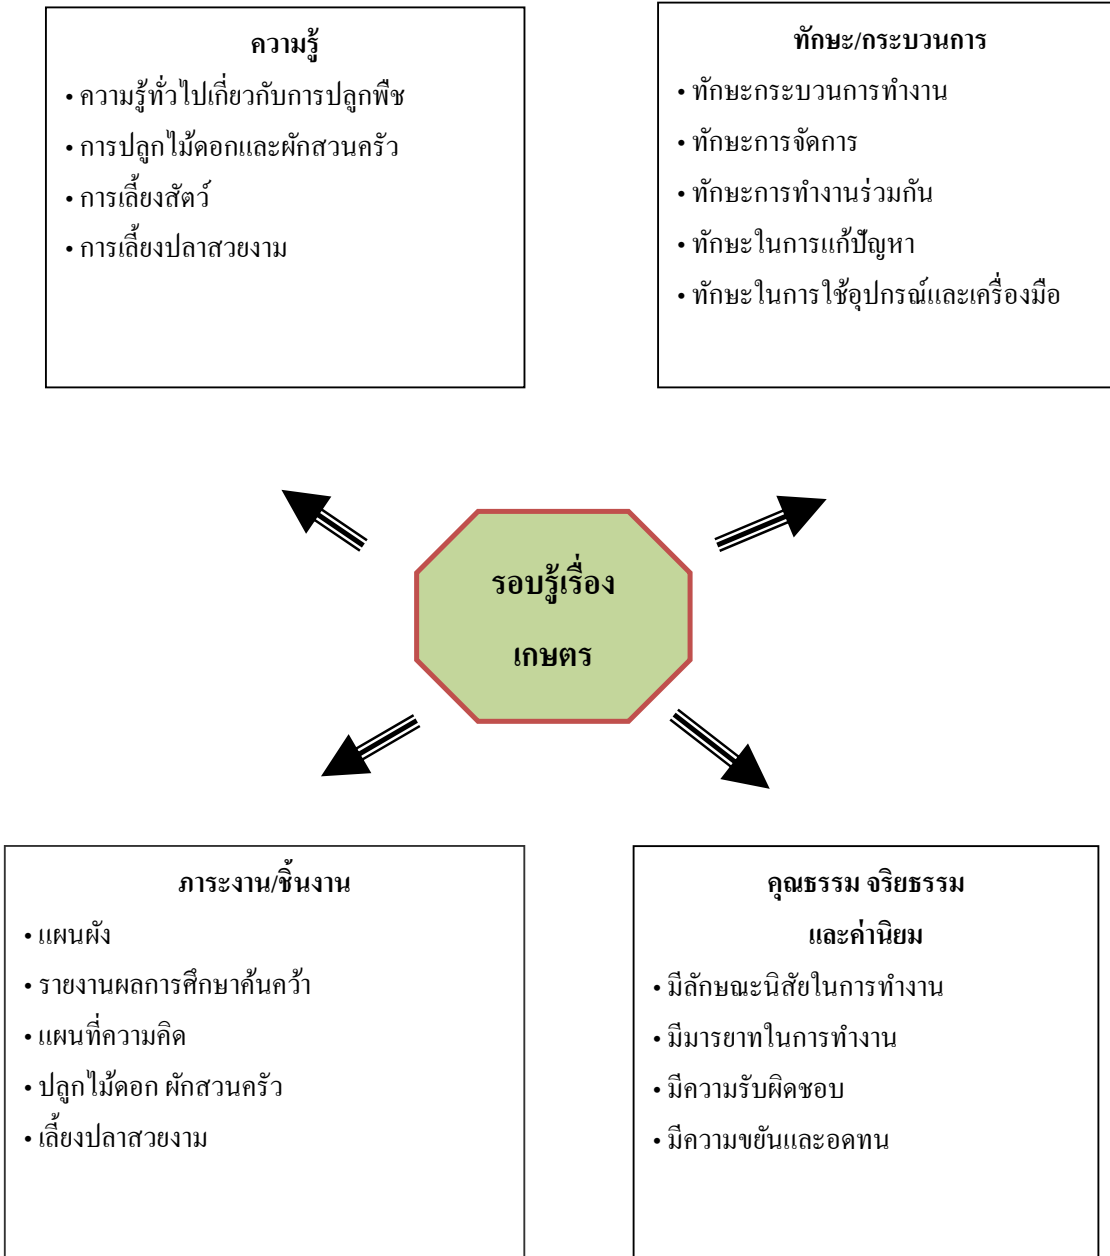 ความรู้
• ความรู้ทั่วไปเกี่ยวกับการปลูกพืช
• การปลูกไม้ดอกและผักสวนครัว
• การเลี้ยงสัตว์
• การเลี้ยงปลาสวยงาม
ทักษะ/กระบวนการ
• ทักษะกระบวนการทำงาน
• ทักษะการจัดการ
• ทักษะการทำงานร่วมกัน
• ทักษะในการแก้ปัญหา
• ทักษะในการใช้อุปกรณ์และเครื่องมือ
รอบรู้เรื่อง
เกษตร
ภาระงาน/ชิ้นงาน
• แผนผัง
• รายงานผลการศึกษาค้นคว้า
• แผนที่ความคิด
• ปลูกไม้ดอก ผักสวนครัว
• เลี้ยงปลาสวยงาม
คุณธรรม จริยธรรม
และค่านิยม
• มีลักษณะนิสัยในการทำงาน
• มีมารยาทในการทำงาน
• มีความรับผิดชอบ
• มีความขยันและอดทน